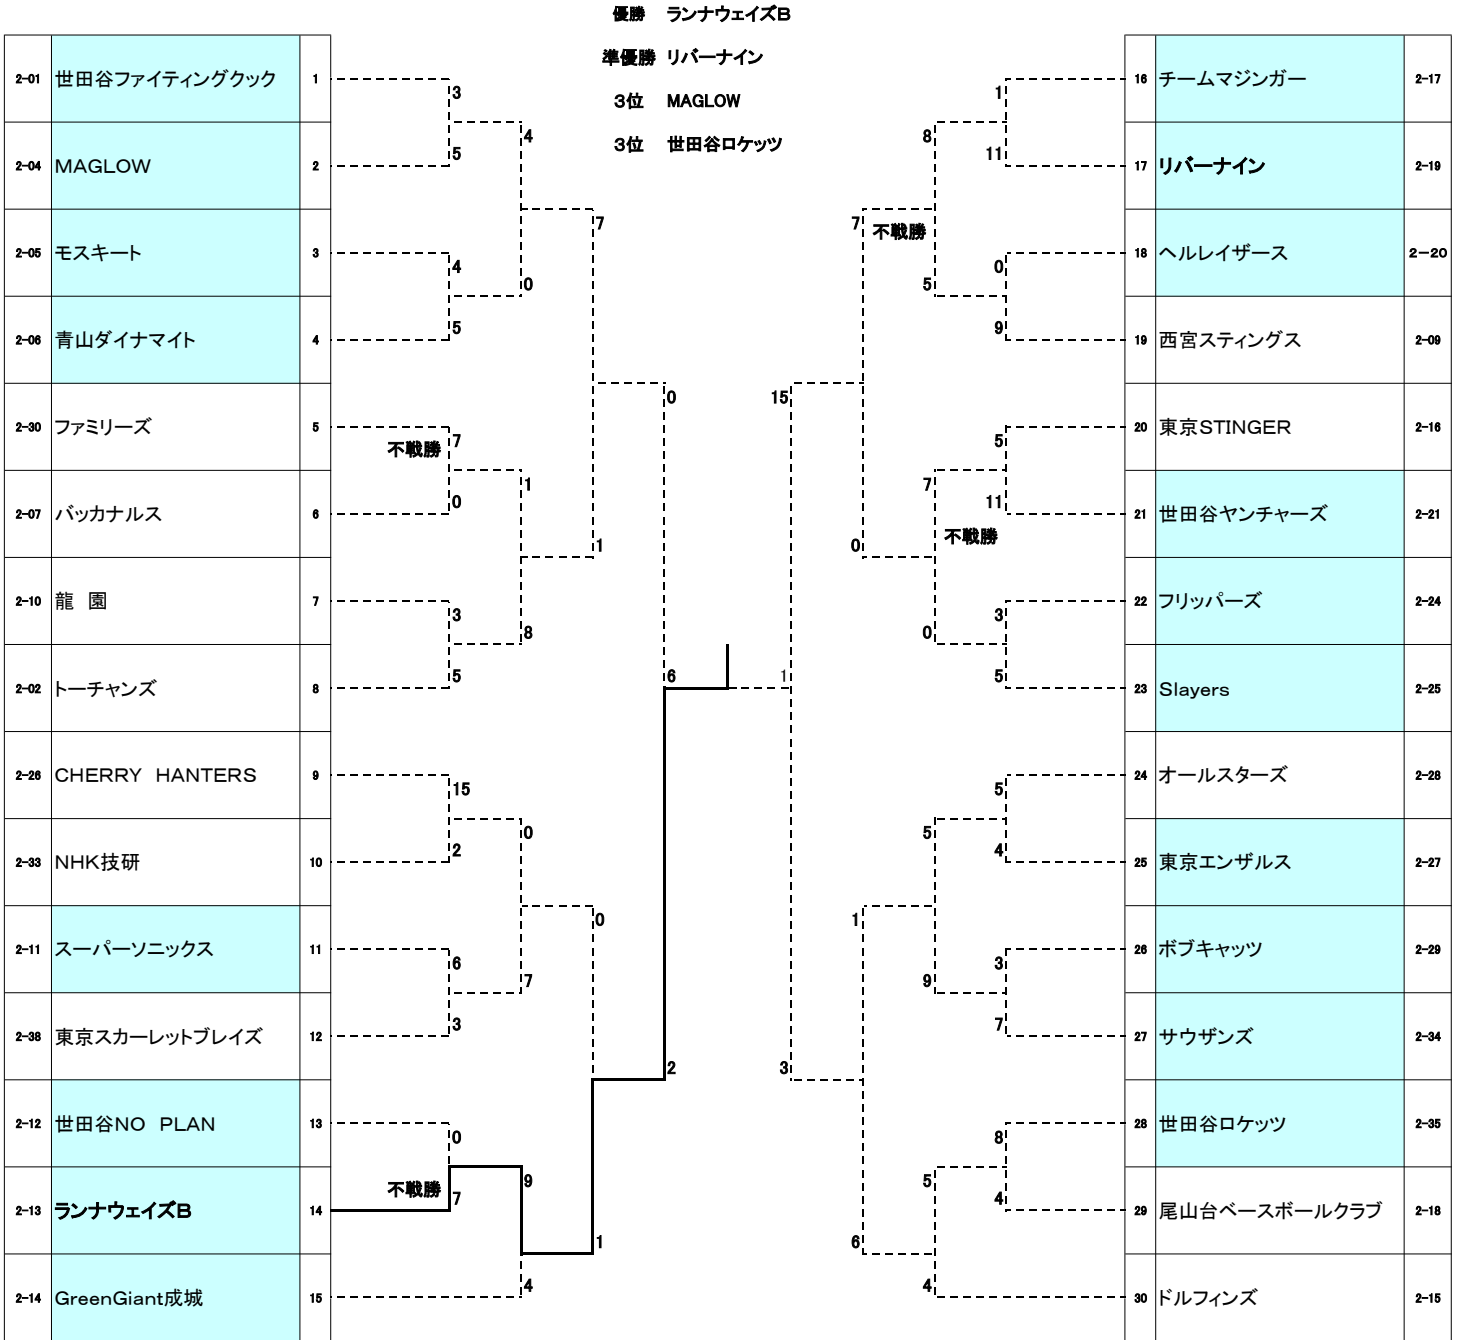 優勝 ランナウェイズB
準優勝 リバーナイン
3位 MAGLOW
3位 世田谷ロケッツ
2-01 世田谷ファイティングクック 1
2-04 MAGLOW 2
2-05 モスキート 3
2-06 青山ダイナマイト 4
2-30 ファミリーズ 5
2-07 バッカナルス 6
2-10 龍　園 7
2-02 トーチャンズ 8
2-26 CHERRY　HANTERS 9
2-33 NHK技研 10
2-11 スーパーソニックス 11
2-38 東京スカーレットブレイズ 12
2-12 世田谷NO　PLAN 13
2-13 ランナウェイズB 14
2-14 GreenGiant成城 15
3
5
4
5
不戦勝
7
0
3
5
15
2
6
3
0
不戦勝
7
4
0
1
8
0
7
9
4
7
1
0
1
0
2
6
1
15
3
7
0
1
6
8
不戦勝
5
7
不戦勝
0
5
9
5
4
1
11
0
9
5
11
3
5
5
4
3
7
8
4
16 チームマジンガー 2-17
17 リバーナイン 2-19
18 ヘルレイザース 2-20
19 西宮スティングス 2-09
20 東京STINGER 2-16
21 世田谷ヤンチャーズ 2-21
22 フリッパーズ 2-24
23 Slayers 2-25
24 オールスターズ 2-28
25 東京エンザルス 2-27
26 ボブキャッツ 2-29
27 サウザンズ 2-34
28 世田谷ロケッツ 2-35
29 尾山台ベースボールクラブ 2-18
30 ドルフィンズ 2-15